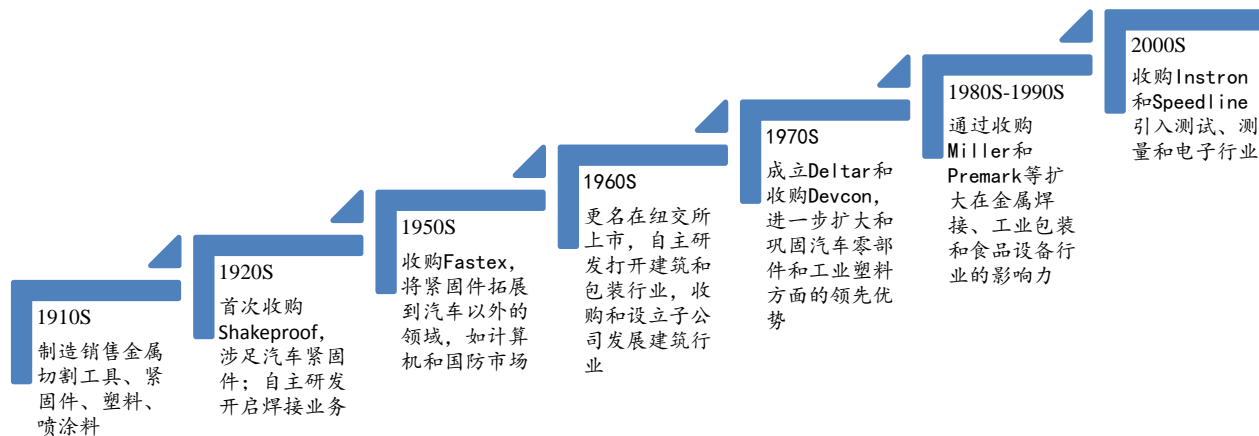 1910S
制造销售金属
切割工具、紧
固件、塑料、
喷涂料
1920S
首次收购
Shakeproof，
涉足汽车紧固
件；自主研发
开启焊接业务
1950S
收购Fastex，
将紧固件拓展
到汽车以外的
领域，如计算
机和国防市场
1960S
更名在纽交所
上市，自主研
发打开建筑和
包装行业，收
购和设立子公
司发展建筑行
业
1970S
成立Deltar和
收购Devcon，
进一步扩大和
巩固汽车零部
件和工业塑料
方面的领先优
势
1980S-1990S
通过收购
Miller和
Premark等扩
大在金属焊
接、工业包装
和食品设备行
业的影响力
2000S
收购Instron
和Speedline
引入测试、测
量和电子行业